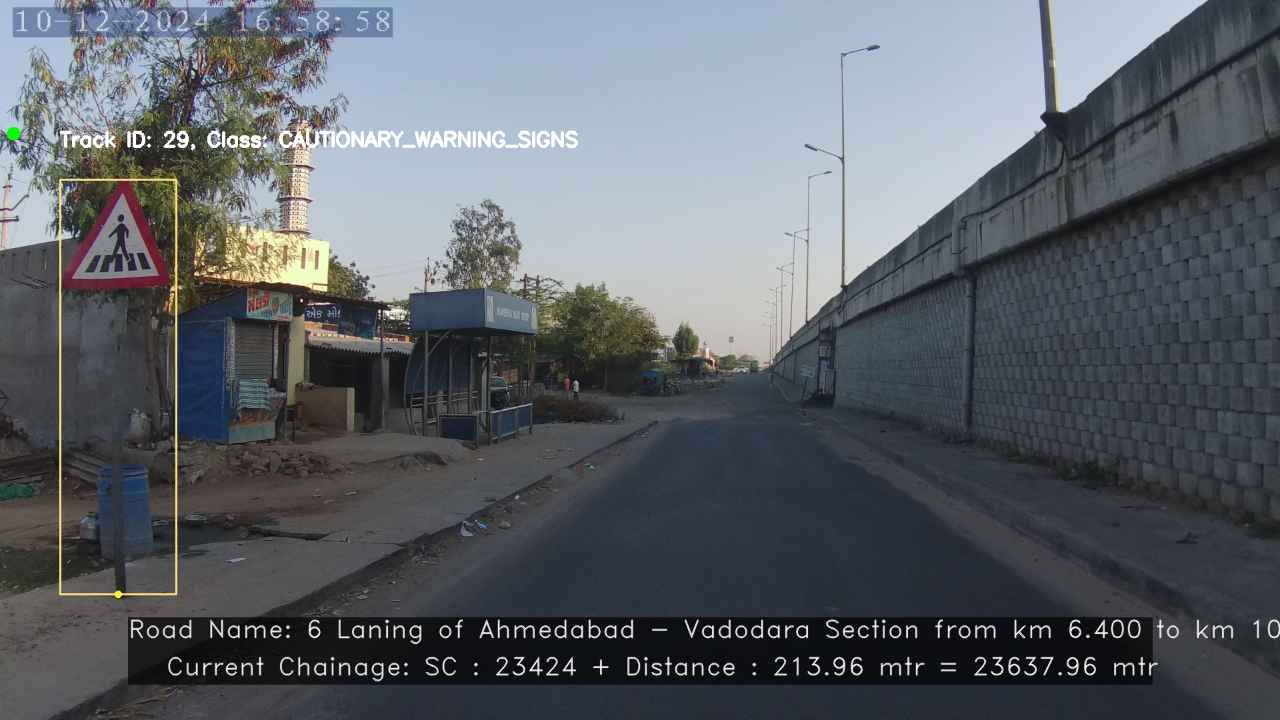 10-12-2024 16:58:58
Track ID: 29, Class: CAUTIONARY_WARNING_SIGNS
Road Name: 6 Laning of Ahmedabad - Vadodara Section from km 6.400 to km 10
Current Chainage: SC : 23424 + Distance : 213.96 mtr = 23637.96 mtr